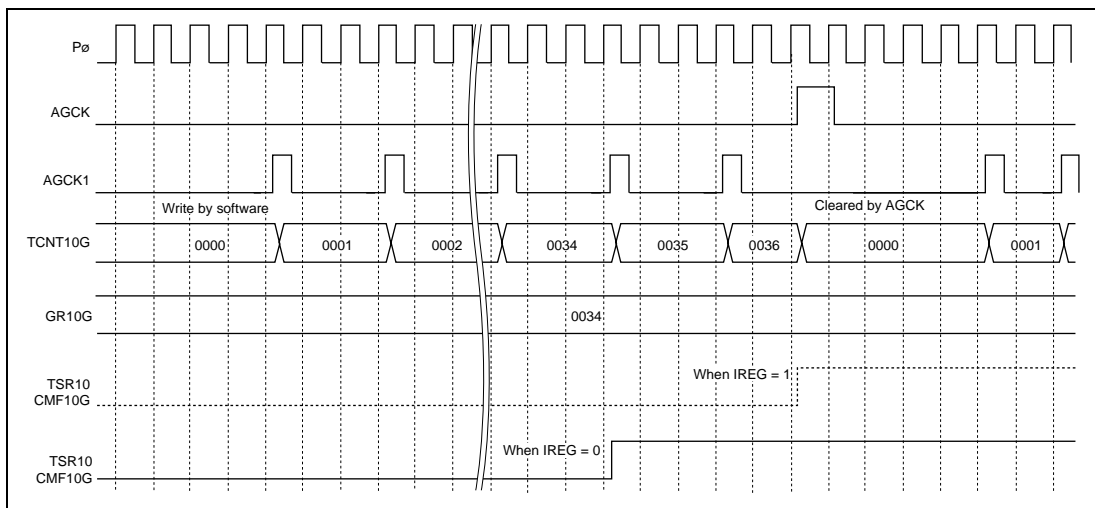 Pø
AGCK
AGCK1
Write by software
Cleared by AGCK
TCNT10G
0000
0001
0002
0034
0035
0036
0000
0001
GR10G
0034
TSR10
CMF10G
When IREG = 1
TSR10
CMF10G
When IREG = 0